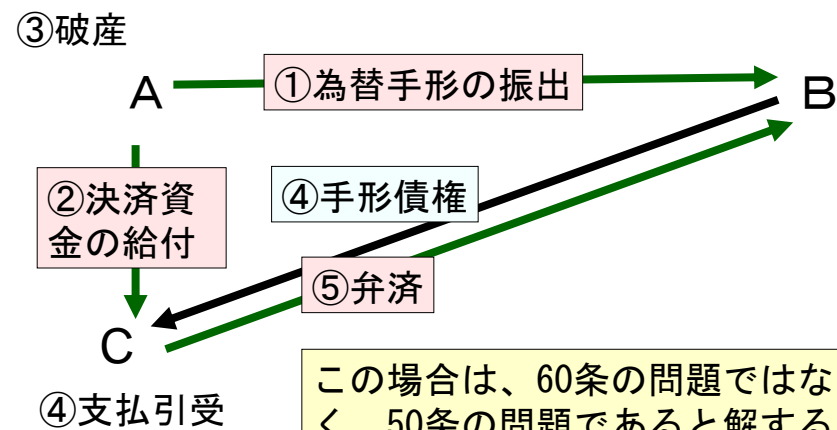 ③破産
A
①為替手形の振出
B
②決済資
金の給付
④手形債権
⑤弁済
C
④支払引受
この場合は、60条の問題ではな
く、50条の問題であると解する